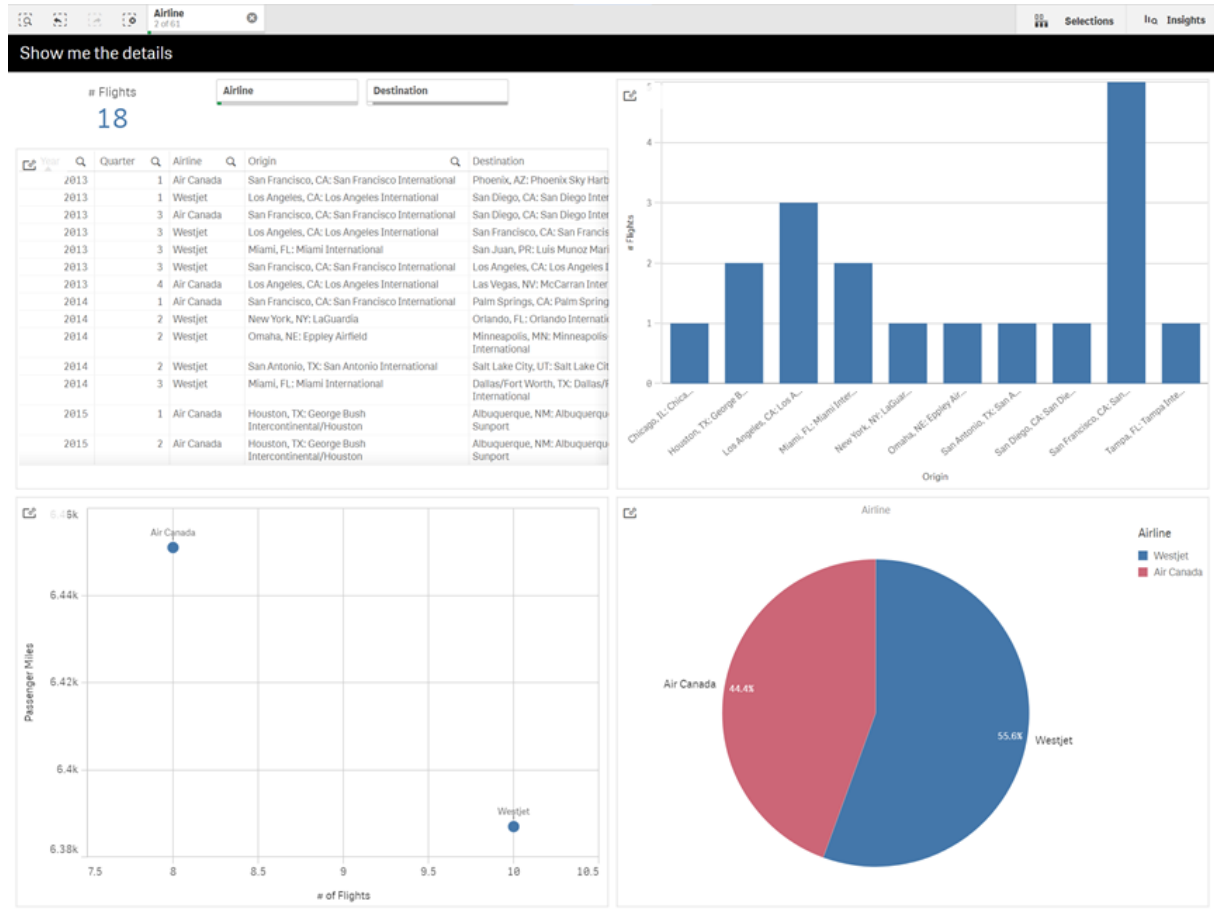 Airline
2 of 61
Selections
Insights
Show me the details
# Flights
18
Airline
Destination
Year Quarter Airline Origin Destination
2013 1 Air Canada San Francisco, CA: San Francisco International Phoenix, AZ: Phoenix Sky Harb
2013 1 Westjet Los Angeles, CA: Los Angeles International San Diego, CA: San Diego Inter
2013 3 Air Canada San Francisco, CA: San Francisco International San Diego, CA: San Diego Inter
2013 3 Westjet Los Angeles, CA: Los Angeles International San Francisco, CA: San Francis
2013 3 Westjet Miami, FL: Miami International San Juan, PR: Luis Munoz Mari
2013 3 Westjet San Francisco, CA: San Francisco International Los Angeles, CA: Los Angeles I
2013 4 Air Canada Los Angeles, CA: Los Angeles International Las Vegas, NV: McCarran Inter
2014 1 Air Canada San Francisco, CA: San Francisco International Palm Springs, CA: Palm Spring
2014 2 Westjet New York, NY: LaGuardia Orlando, FL: Orlando Internatio
2014 2 Westjet Omaha, NE: Eppley Airfield Minneapolis, MN: Minneapolis-
International
2014 2 Westjet San Antonio, TX: San Antonio International Salt Lake City, UT: Salt Lake Cit
2014 3 Westjet Miami, FL: Miami International Dallas/Fort Worth, TX: Dallas/F
International
2015 1 Air Canada Houston, TX: George Bush Albuquerque, NM: Albuquerqu
Intercontinental/Houston Sunport
2015 2 Air Canada Houston, TX: George Bush Albuquerque, NM: Albuquerqu
Intercontinental/Houston Sunport
5
4
3
2
1
0
# Flights
Chicago, IL: Chica...
Houston, TX: George B...
Los Angeles, CA: Los A...
Miami, FL: Miami Inter...
New York, NY: LaGuar...
Omaha, NE: Eppley Air...
San Antonio, TX: San A...
San Diego, CA: San Die...
San Francisco, CA: San...
Tampa, FL: Tampa Inte...
Origin
6.46k
6.44k
6.42k
6.4k
6.38k
Passenger Miles
Air Canada
Westjet
7.5 8 8.5 9 9.5 10 10.5
# of Flights
Airline
Airline
Westjet
Air Canada
Air Canada
44.4%
55.6%
Westjet